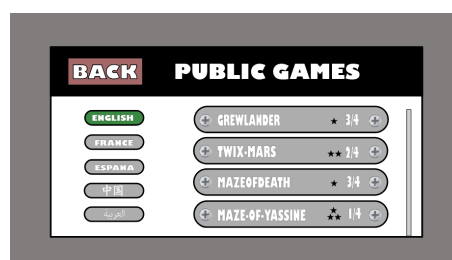 BACK PUBLIC GAMES
ENGLISH
FRANCE
ESPANA
中国
العربية
GREWLANDER ★ 3/4
TWIX-MARS ★★ 2/4
MAZEOFDEATH ★ 3/4
MAZE-OF-YASSINE ★★★ 1/4